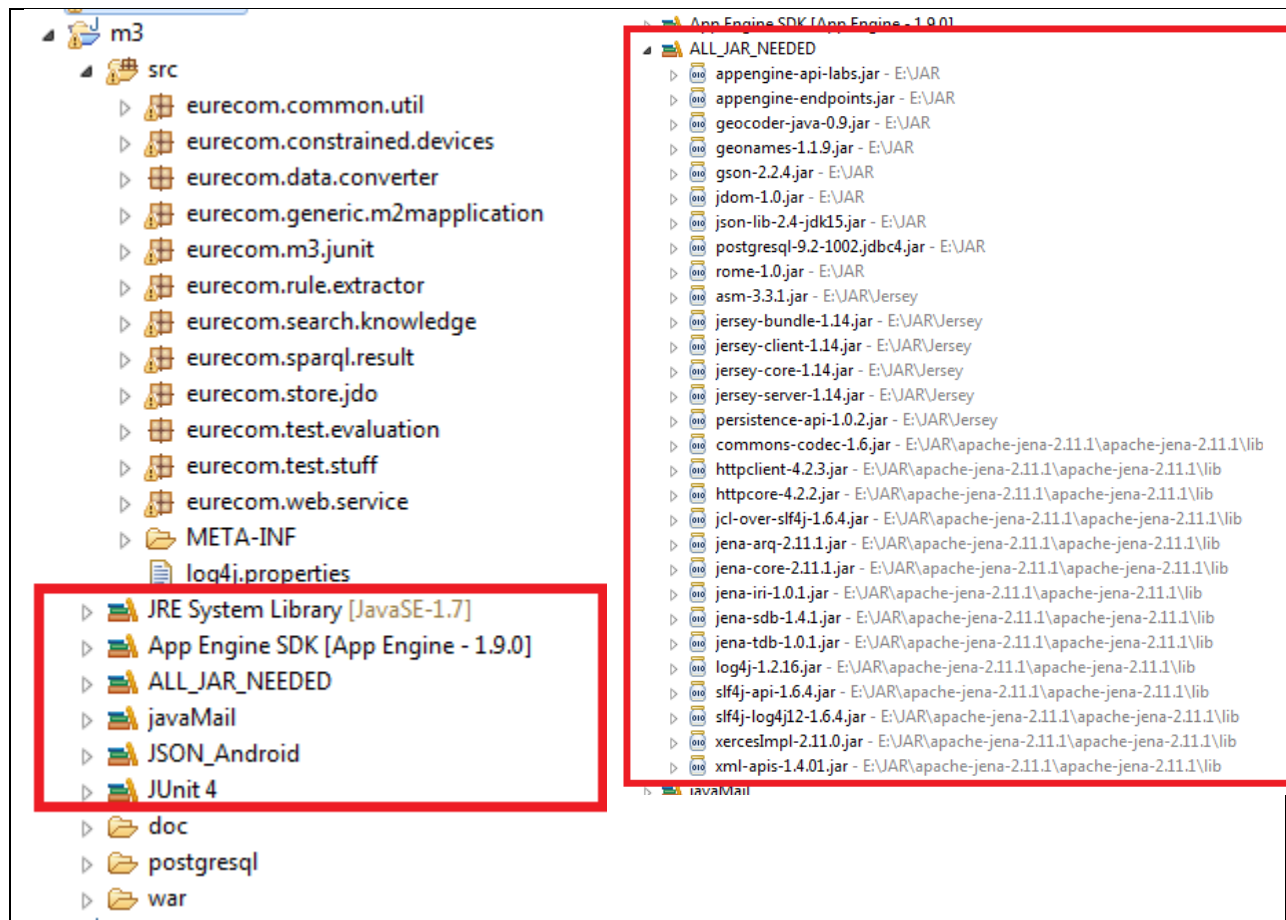 m3
src
eurecom.common.util
eurecom.constrained.devices
eurecom.data.converter
eurecom.generic.m2mapplication
eurecom.m3.junit
eurecom.rule.extractor
eurecom.search.knowledge
eurecom.sparql.result
eurecom.store.jdo
eurecom.test.evaluation
eurecom.test.stuff
eurecom.web.service
META-INF
log4j.properties
JRE System Library [JavaSE-1.7]
App Engine SDK [App Engine - 1.9.0]
ALL_JAR_NEEDED
javaMail
JSON_Android
JUnit 4
doc
postgresql
war
App Engine SDK [App Engine - 1.9.0]
ALL_JAR_NEEDED
appengine-api-labs.jar - E:\JAR
appengine-endpoints.jar - E:\JAR
geocoder-java-0.9.jar - E:\JAR
geonames-1.1.9.jar - E:\JAR
gson-2.2.4.jar - E:\JAR
jdom-1.0.jar - E:\JAR
json-lib-2.4-jdk15.jar - E:\JAR
postgresql-9.2-1002.jdbc4.jar - E:\JAR
rome-1.0.jar - E:\JAR
asm-3.3.1.jar - E:\JAR\Jersey
jersey-bundle-1.14.jar - E:\JAR\Jersey
jersey-client-1.14.jar - E:\JAR\Jersey
jersey-core-1.14.jar - E:\JAR\Jersey
jersey-server-1.14.jar - E:\JAR\Jersey
persistence-api-1.0.2.jar - E:\JAR\Jersey
commons-codec-1.6.jar - E:\JAR\apache-jena-2.11.1\apache-jena-2.11.1\lib
httpclient-4.2.3.jar - E:\JAR\apache-jena-2.11.1\apache-jena-2.11.1\lib
httpcore-4.2.2.jar - E:\JAR\apache-jena-2.11.1\apache-jena-2.11.1\lib
jcl-over-slf4j-1.6.4.jar - E:\JAR\apache-jena-2.11.1\apache-jena-2.11.1\lib
jena-arq-2.11.1.jar - E:\JAR\apache-jena-2.11.1\apache-jena-2.11.1\lib
jena-core-2.11.1.jar - E:\JAR\apache-jena-2.11.1\apache-jena-2.11.1\lib
jena-iri-1.0.1.jar - E:\JAR\apache-jena-2.11.1\apache-jena-2.11.1\lib
jena-sdb-1.4.1.jar - E:\JAR\apache-jena-2.11.1\apache-jena-2.11.1\lib
jena-tdb-1.0.1.jar - E:\JAR\apache-jena-2.11.1\apache-jena-2.11.1\lib
log4j-1.2.16.jar - E:\JAR\apache-jena-2.11.1\apache-jena-2.11.1\lib
slf4j-api-1.6.4.jar - E:\JAR\apache-jena-2.11.1\apache-jena-2.11.1\lib
slf4j-log4j12-1.6.4.jar - E:\JAR\apache-jena-2.11.1\apache-jena-2.11.1\lib
xercesImpl-2.11.0.jar - E:\JAR\apache-jena-2.11.1\apache-jena-2.11.1\lib
xml-apis-1.4.01.jar - E:\JAR\apache-jena-2.11.1\apache-jena-2.11.1\lib
javaMail